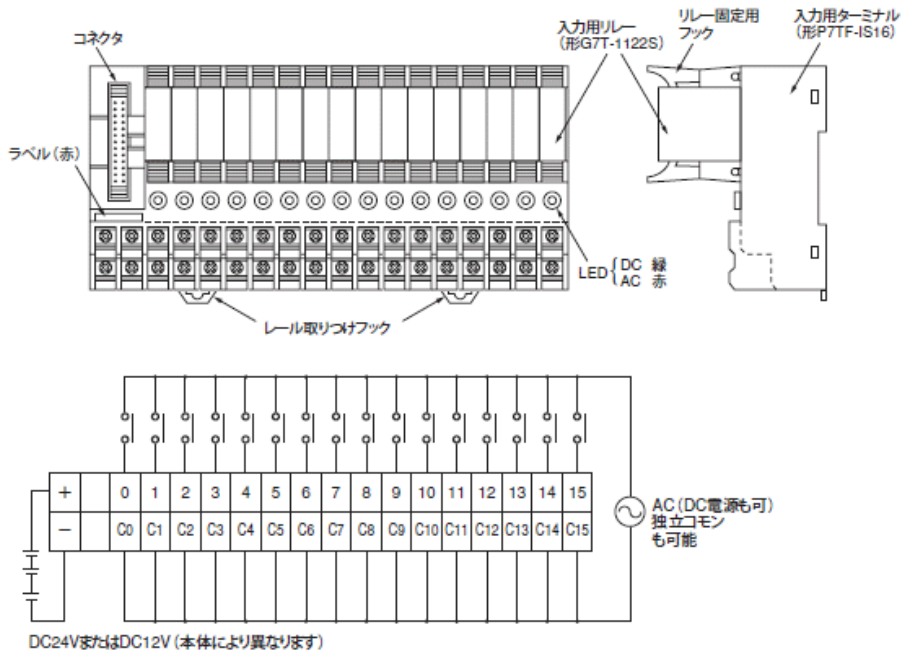 コネクタ
ラベル(赤)
入力用リレー
(形G7T-1122S)
リレー固定用
フック
入力用ターミナル
(形P7TF-IS16)
LED
DC 緑
AC 赤
レール取りつけフック
+ 0 1 2 3 4 5 6 7 8 9 10 11 12 13 14 15
− C0 C1 C2 C3 C4 C5 C6 C7 C8 C9 C10 C11 C12 C13 C14 C15
AC(DC電源も可)
独立コモン
も可能
DC24VまたはDC12V(本体により異なります)